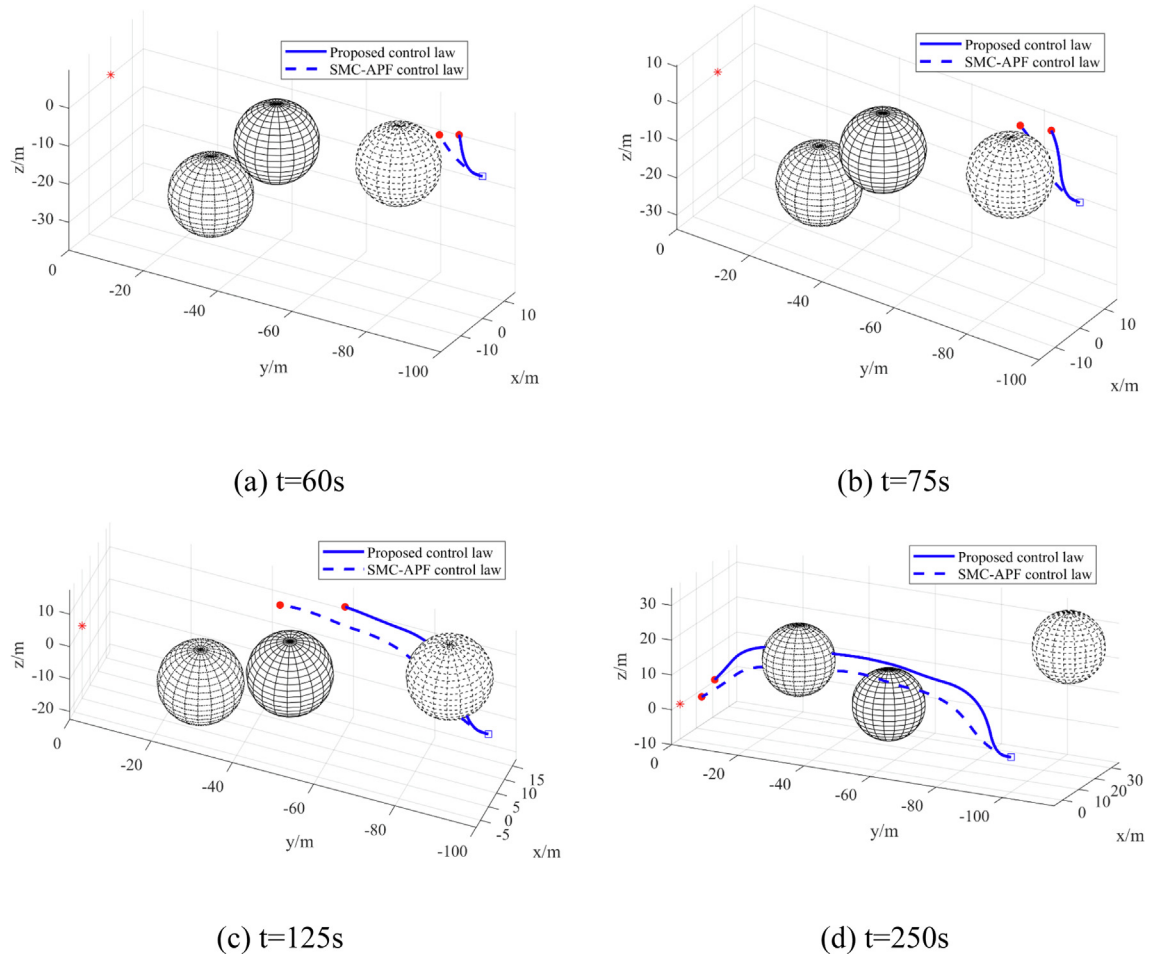 Proposed control law
SMC-APF control law
0
-10
-20
-30
z/m
0
-20
-40
-60
-80
-100
y/m
10
0
-10
x/m
(a) t=60s
Proposed control law
SMC-APF control law
10
0
-10
-20
-30
z/m
0
-20
-40
-60
-80
-100
y/m
10
0
-10
x/m
(b) t=75s
Proposed control law
SMC-APF control law
10
0
-10
-20
z/m
0
-20
-40
-60
-80
-100
y/m
15
10
5
0
-5
x/m
(c) t=125s
Proposed control law
SMC-APF control law
30
20
10
0
-10
z/m
0
-20
-40
-60
-80
-100
y/m
30
20
10
0
x/m
(d) t=250s